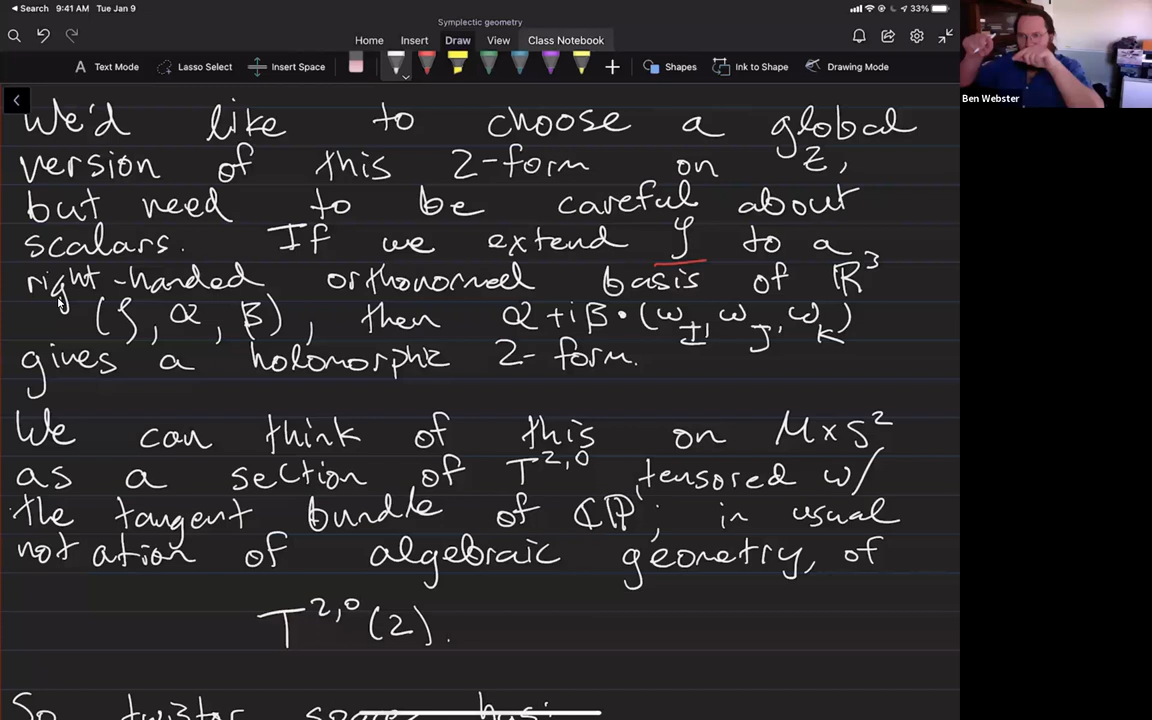 Search 9:41 AM Tue Jan 9
Symplectic geometry
33%
Home Insert Draw View Class Notebook
Text Mode Lasso Select Insert Space Shapes Ink to Shape Drawing Mode
Ben Webster
We'd like to choose a global
version of this 2-form on Z,
but need to be careful about
scalars. If we extend ζ to a
right-handed orthonormal basis of ℝ³
(ζ, α, β), then α+iβ·(ω_I, ω_J, ω_K)
gives a holomorphic 2-form.
We can think of this on M×S²
as a section of T^{2,0} tensored w/
the tangent bundle of ℂℙ¹; in usual
notation of algebraic geometry, of
T^{2,0}(2).
So twistor space has: